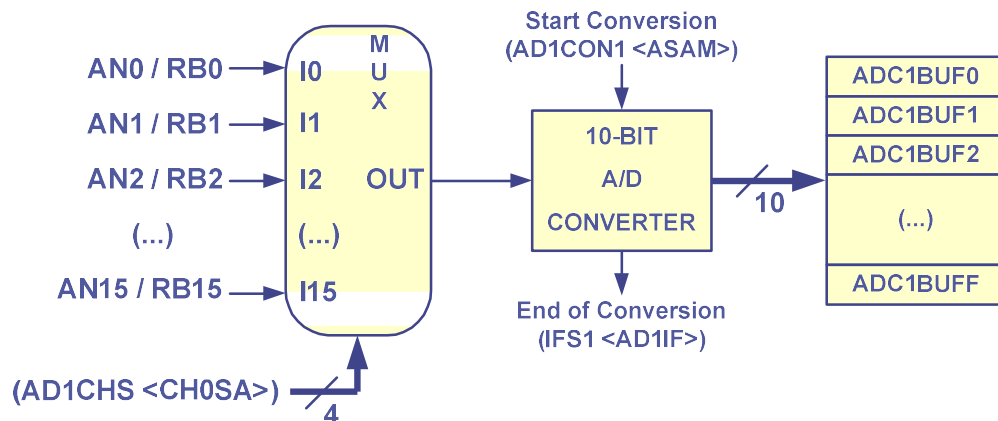 Start Conversion
(AD1CON1 <ASAM>)
AN0 / RB0
AN1 / RB1
AN2 / RB2
(...)
AN15 / RB15
M
U
X
I0
I1
I2
(...)
I15
OUT
(AD1CHS <CH0SA>)
4
10-BIT
A/D
CONVERTER
10
End of Conversion
(IFS1 <AD1IF>)
ADC1BUF0
ADC1BUF1
ADC1BUF2
(...)
ADC1BUFF